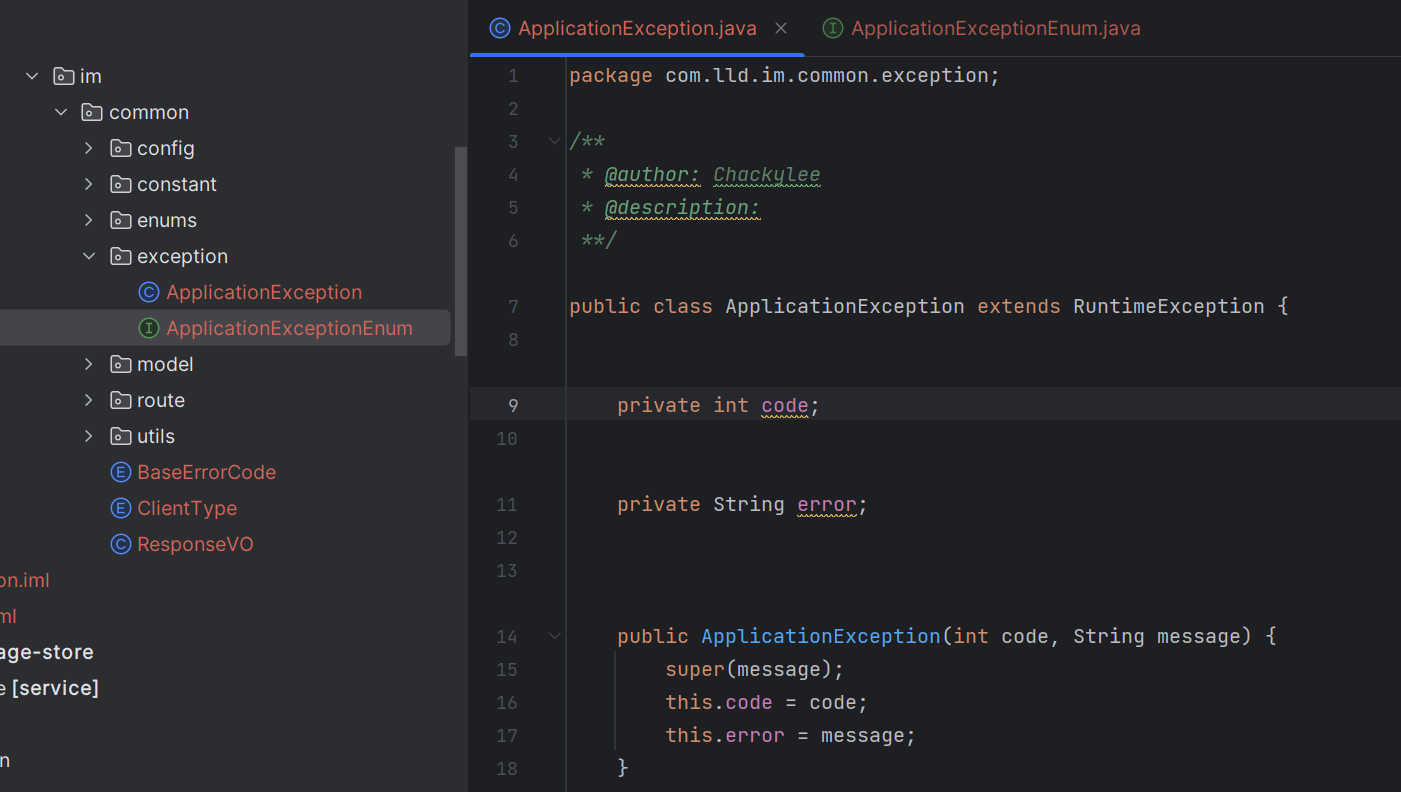 im
common
config
constant
enums
exception
ApplicationException
ApplicationExceptionEnum
model
route
utils
BaseErrorCode
ClientType
ResponseVO
on.iml
ml
age-store
e [service]
n
ApplicationException.java
ApplicationExceptionEnum.java
1 package com.lld.im.common.exception;
2
3 /**
4 * @author: Chackylee
5 * @description:
6 **/
7 public class ApplicationException extends RuntimeException {
8
9 private int code;
10
11 private String error;
12
13
14 public ApplicationException(int code, String message) {
15 super(message);
16 this.code = code;
17 this.error = message;
18 }